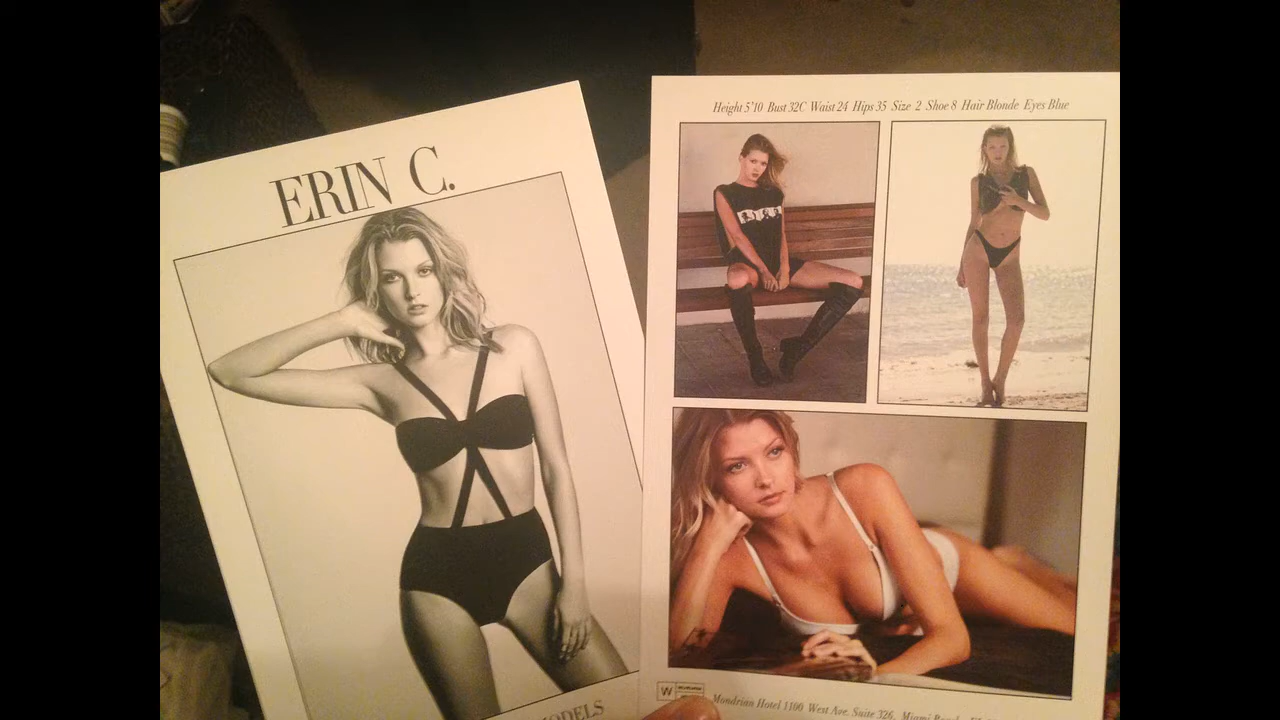 ERIN C.
MODELS
Height 5'10 Bust 32C Waist 24 Hips 35 Size 2 Shoe 8 Hair Blonde Eyes Blue
W
Mondrian Hotel 1100 West Ave. Suite 326, Miami Beach